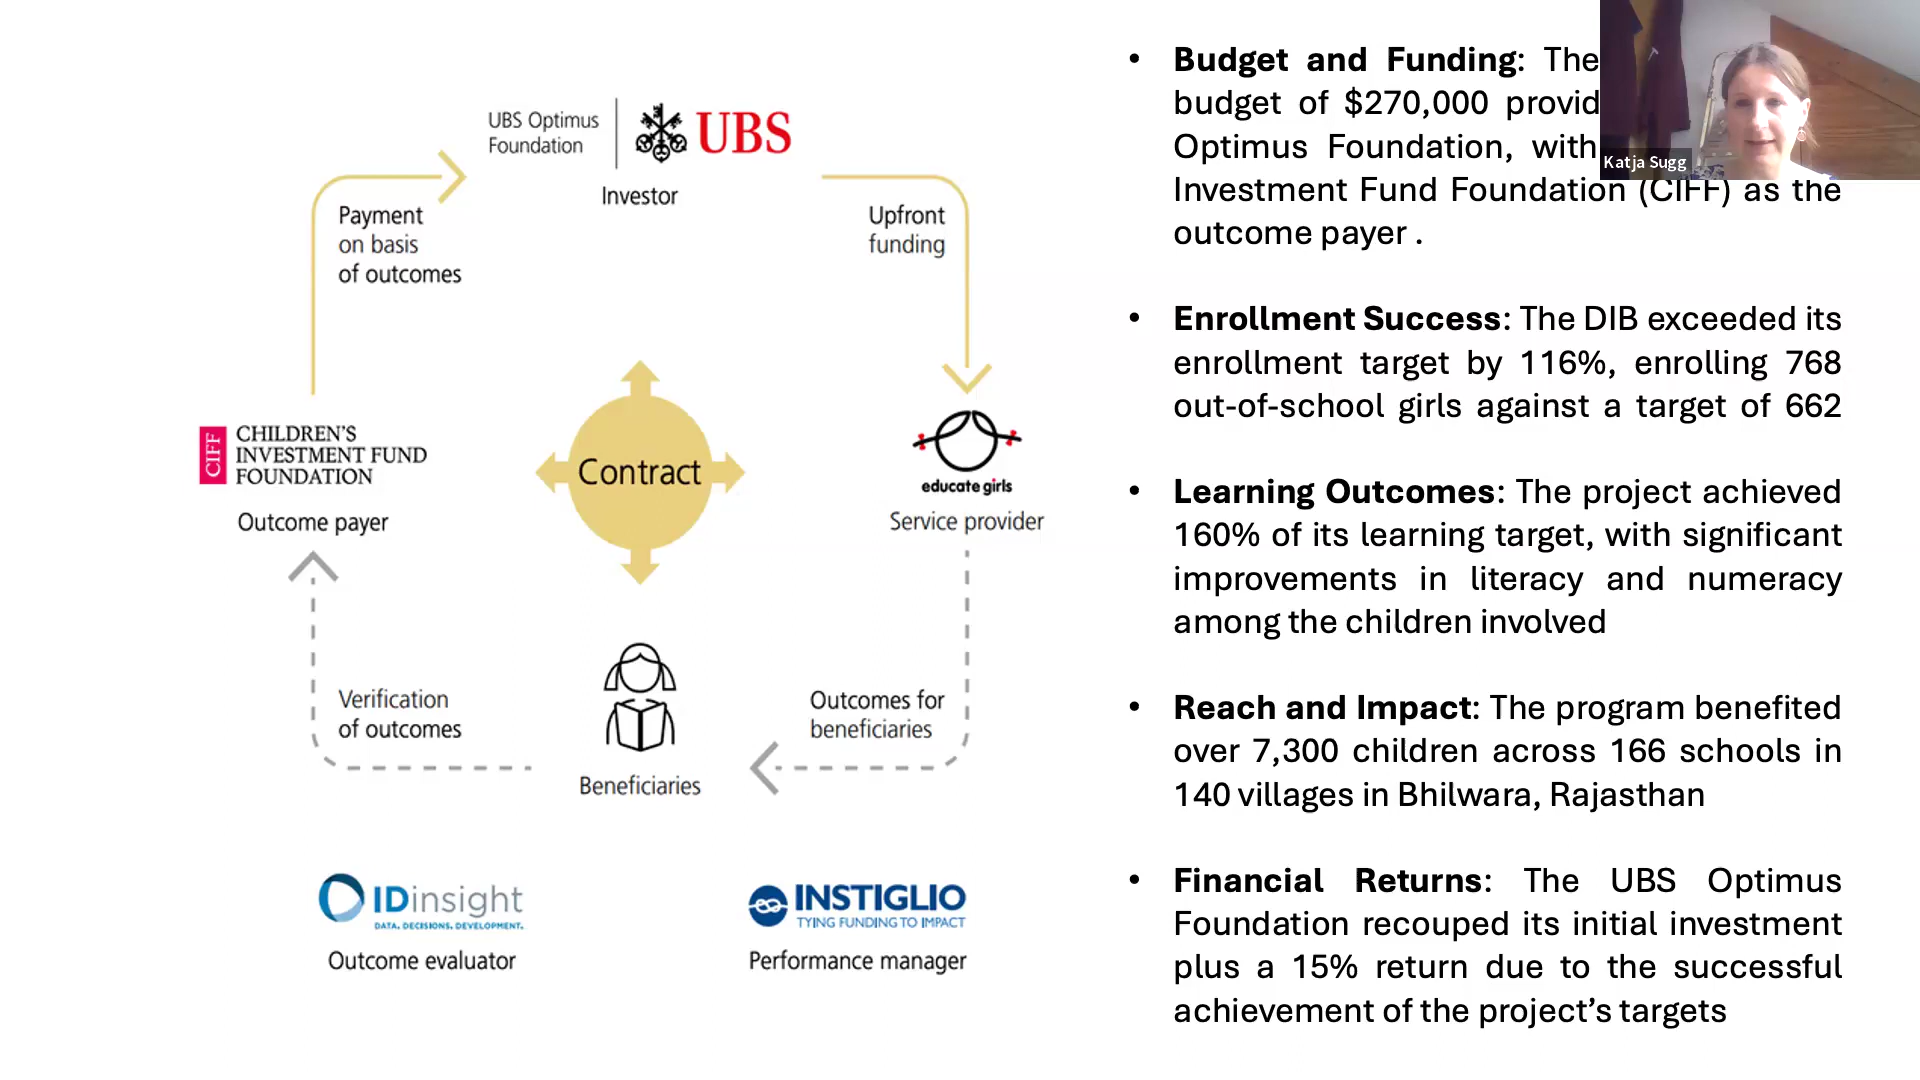 UBS Optimus
Foundation
UBS
Investor
Payment
on basis
of outcomes
Upfront
funding
CIFF
CHILDREN'S
INVESTMENT FUND
FOUNDATION
Outcome payer
Contract
educate girls
Service provider
Verification
of outcomes
Outcomes for
beneficiaries
Beneficiaries
IDinsight
DATA. DECISIONS. DEVELOPMENT.
Outcome evaluator
INSTIGLIO
TYING FUNDING TO IMPACT
Performance manager
• Budget and Funding: The
budget of $270,000 provid
Optimus Foundation, with
Investment Fund Foundation (CIFF) as the
outcome payer .
• Enrollment Success: The DIB exceeded its
enrollment target by 116%, enrolling 768
out-of-school girls against a target of 662
• Learning Outcomes: The project achieved
160% of its learning target, with significant
improvements in literacy and numeracy
among the children involved
• Reach and Impact: The program benefited
over 7,300 children across 166 schools in
140 villages in Bhilwara, Rajasthan
• Financial Returns: The UBS Optimus
Foundation recouped its initial investment
plus a 15% return due to the successful
achievement of the project’s targets
Katja Sugg